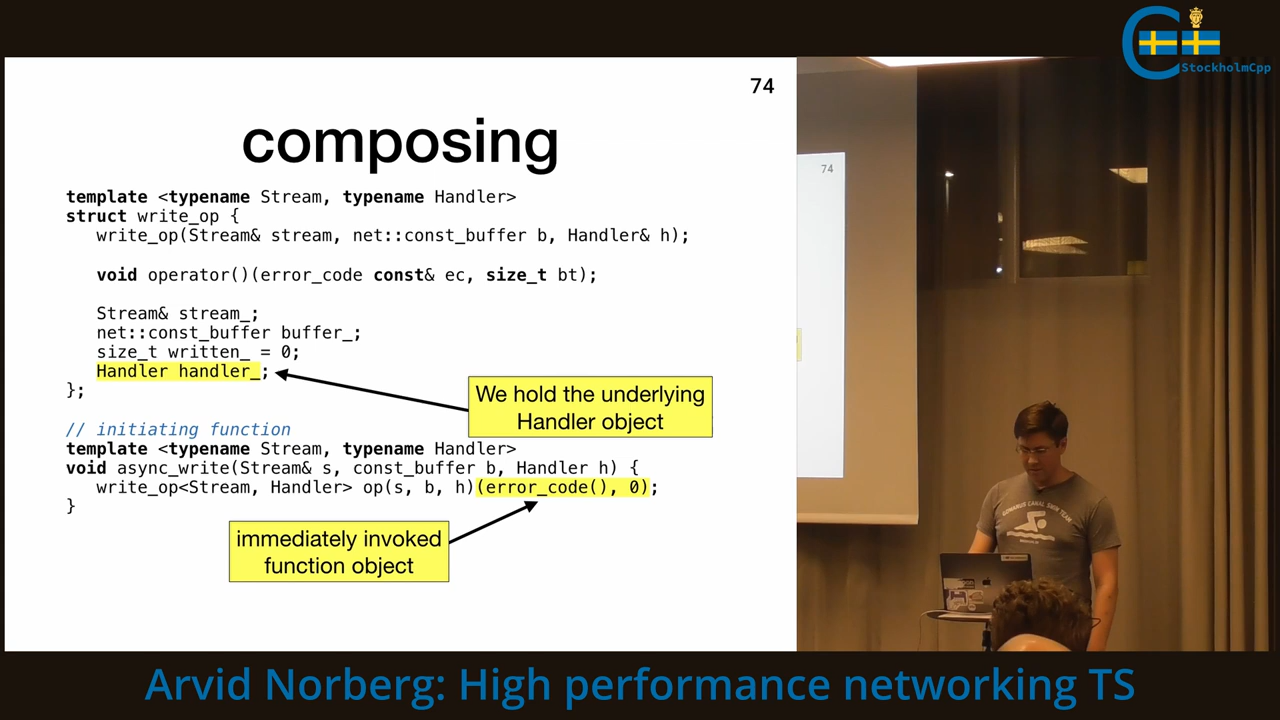 StockholmCpp
74
composing
template <typename Stream, typename Handler>
struct write_op {
write_op(Stream& stream, net::const_buffer b, Handler& h);
void operator()(error_code const& ec, size_t bt);
Stream& stream_;
net::const_buffer buffer_;
size_t written_ = 0;
Handler handler_;
};
We hold the underlying
Handler object
// initiating function
template <typename Stream, typename Handler>
void async_write(Stream& s, const_buffer b, Handler h) {
write_op<Stream, Handler> op(s, b, h)(error_code(), 0);
}
immediately invoked
function object
74
CANAL SWIM TEAM
Arvid Norberg: High performance networking TS